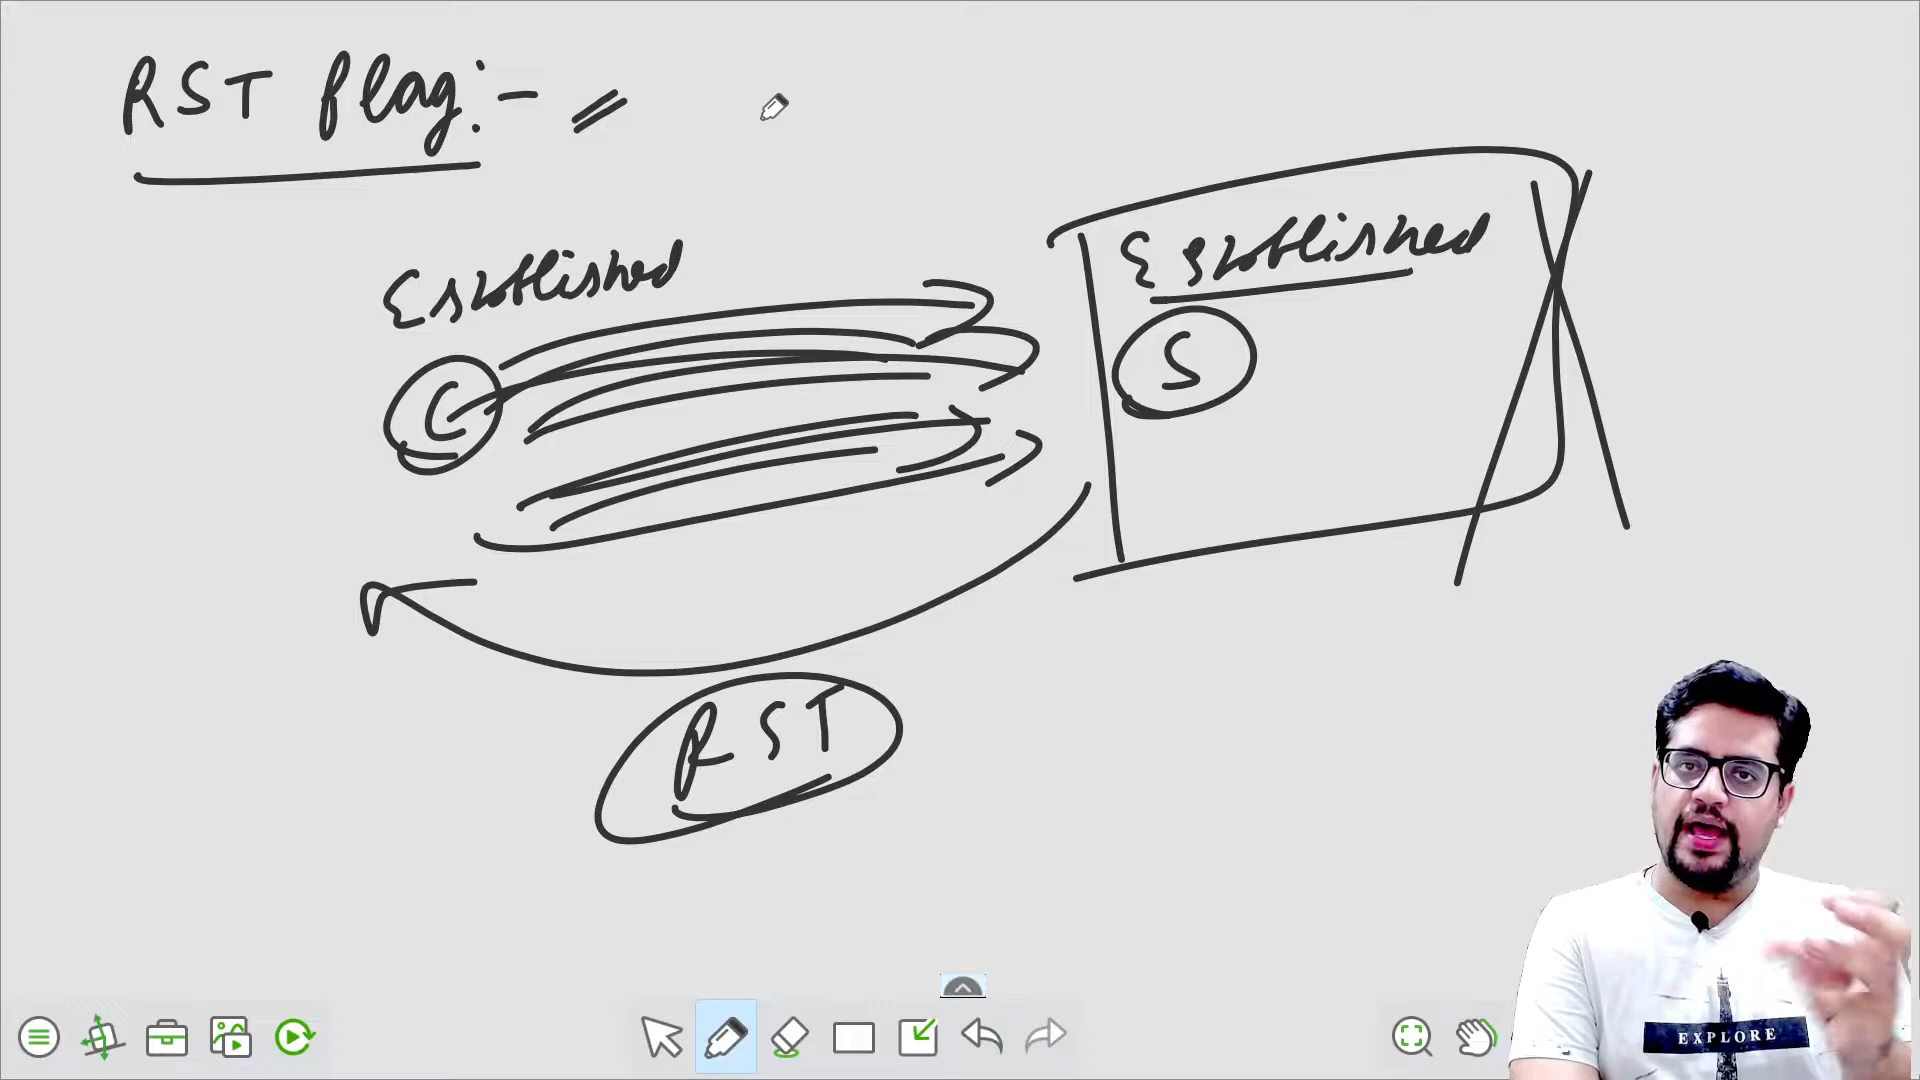 RST flag:-
Established
Established
C
S
RST
EXPLORE